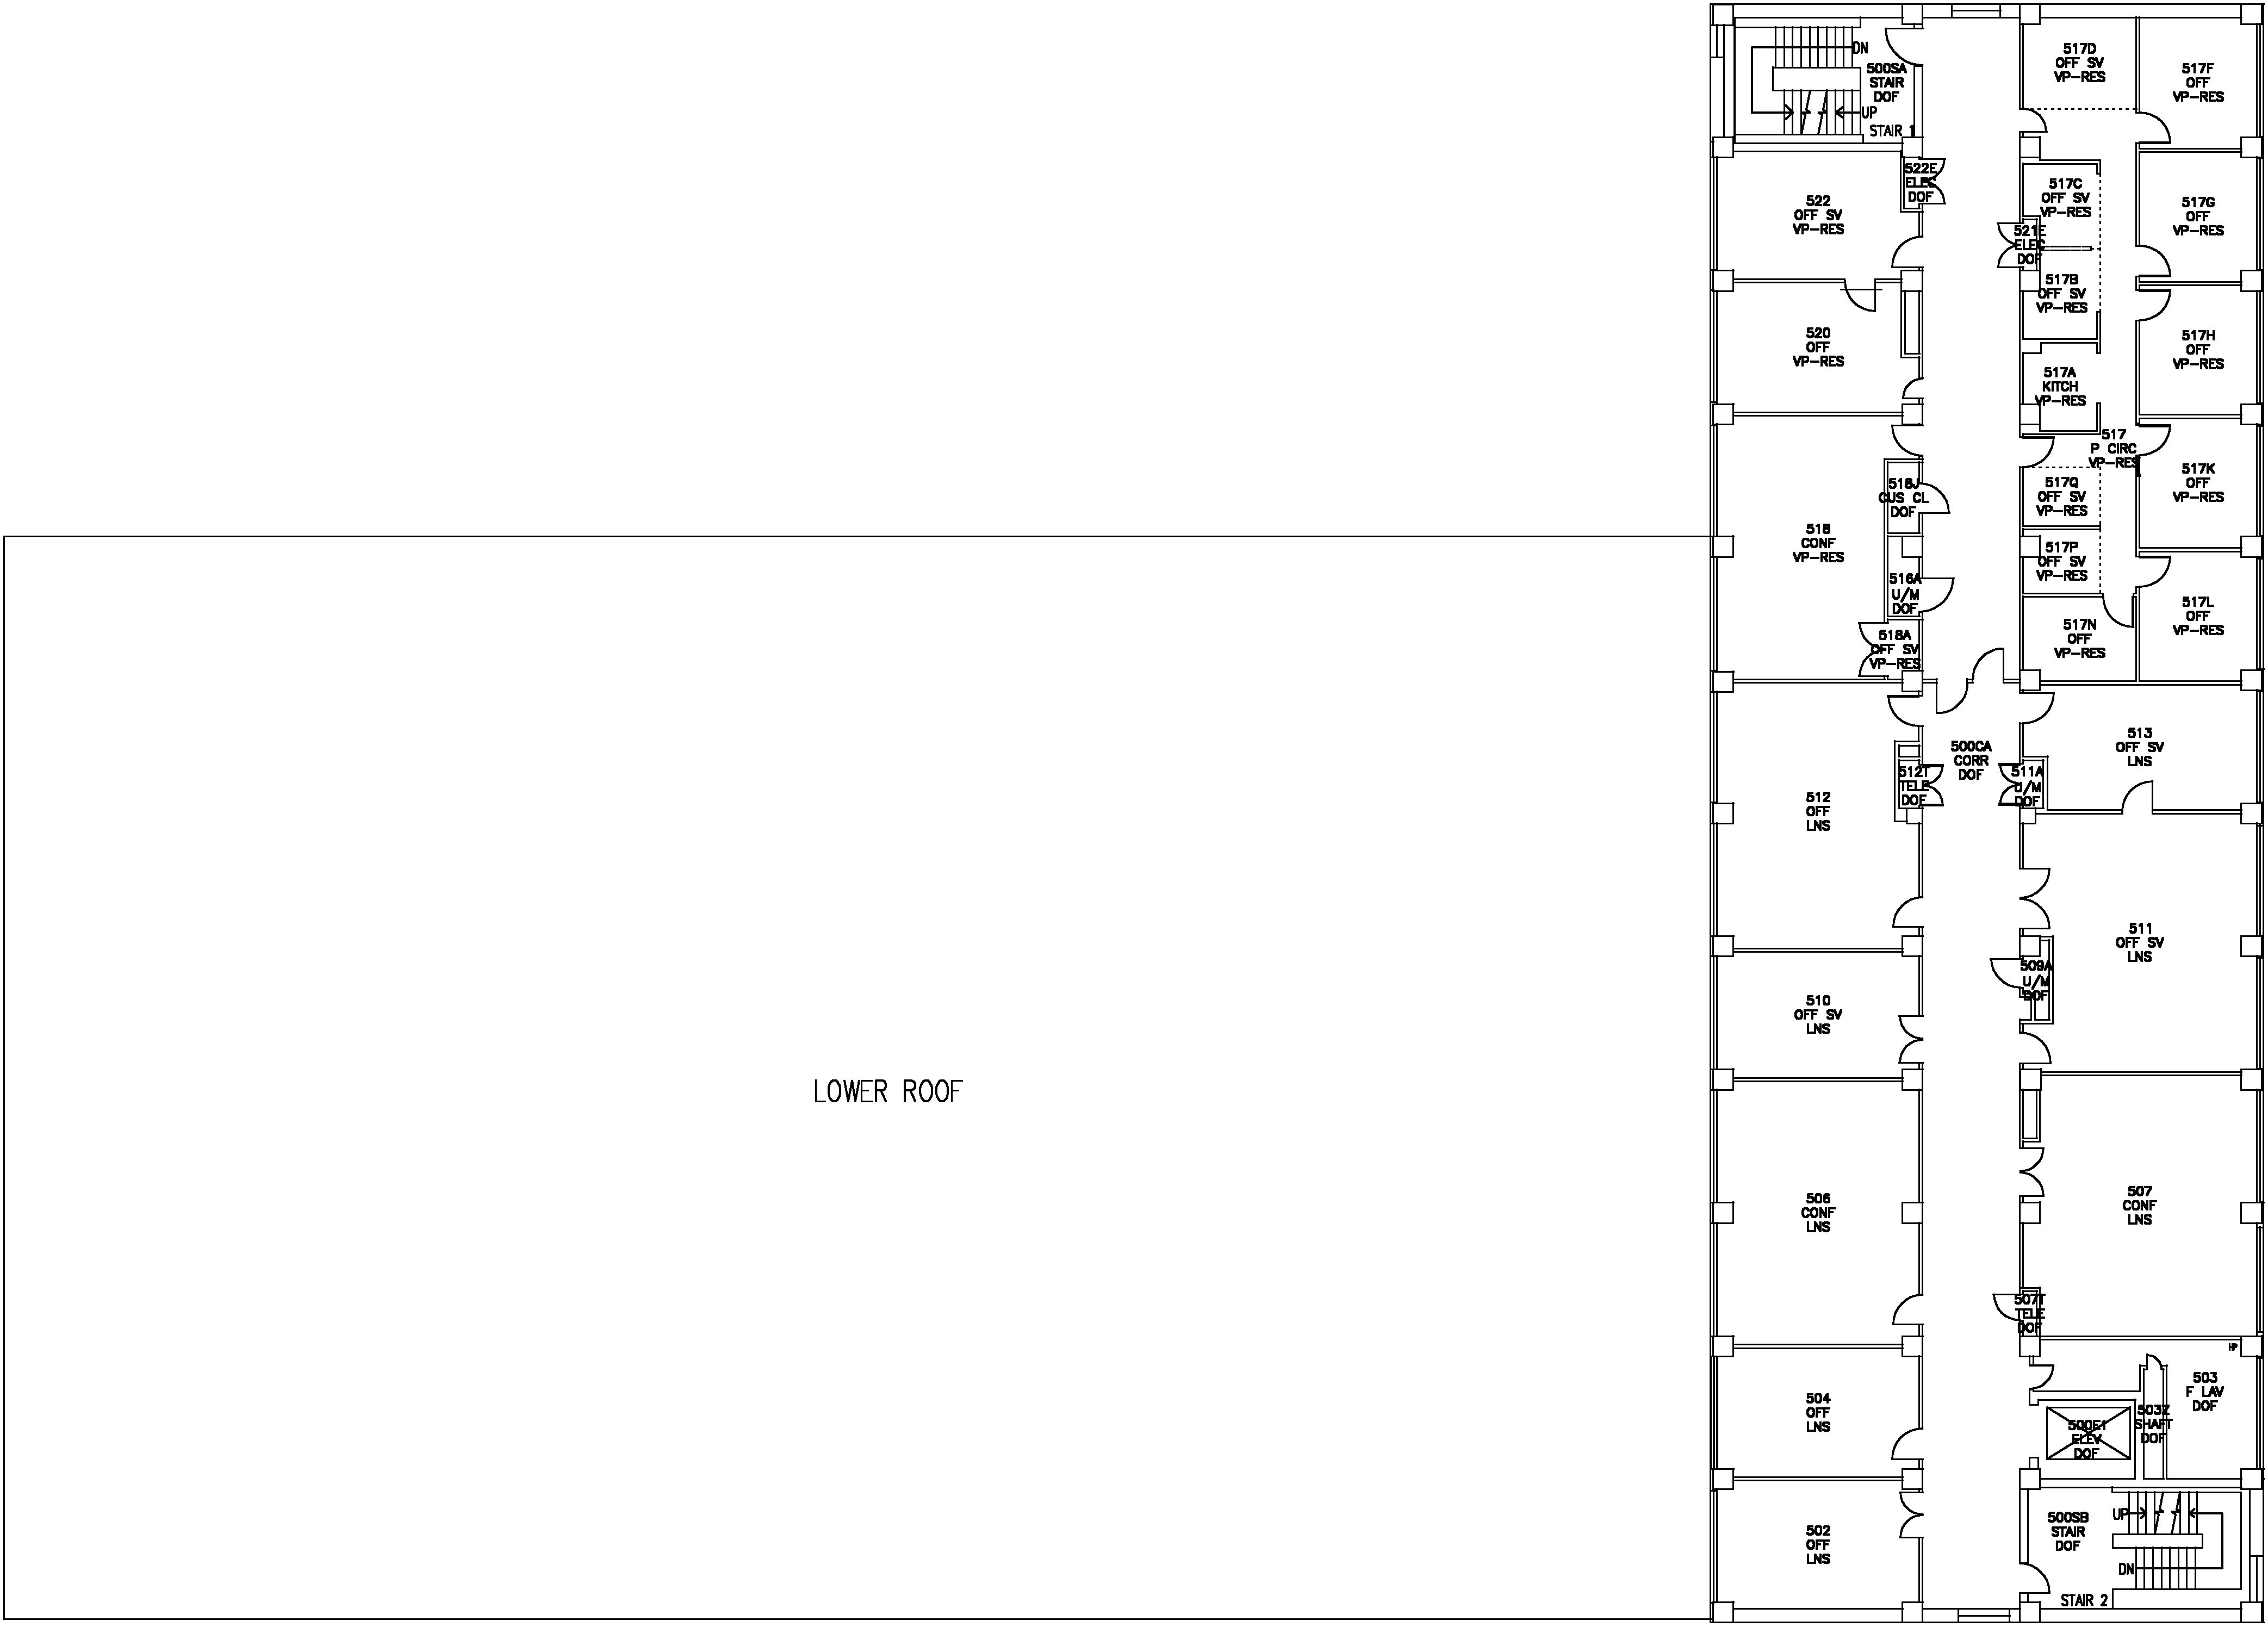 DN
500SA
STAIR
DOF
UP
STAIR 1
517D
OFF SV
VP-RES
517F
OFF
VP-RES
522E
ELEC
DOF
522
OFF SV
VP-RES
517C
OFF SV
VP-RES
517G
OFF
VP-RES
521E
ELEC
DOF
517B
OFF SV
VP-RES
520
OFF
VP-RES
517H
OFF
VP-RES
517A
KITCH
VP-RES
517
P CIRC
VP-RES
517K
OFF
VP-RES
518J
CUS CL
DOF
517Q
OFF SV
VP-RES
518
CONF
VP-RES
517P
OFF SV
VP-RES
516A
U/M
DOF
517L
OFF
VP-RES
518A
OFF SV
VP-RES
517N
OFF
VP-RES
500CA
CORR
DOF
513
OFF SV
LNS
512T
TELE
DOF
511A
U/M
DOF
512
OFF
LNS
511
OFF SV
LNS
509A
U/M
DOF
510
OFF SV
LNS
LOWER ROOF
506
CONF
LNS
507
CONF
LNS
507T
TELE
DOF
HP
503
F LAV
DOF
504
OFF
LNS
503Z
SHAFT
DOF
500E1
ELEV
DOF
502
OFF
LNS
500SB
STAIR
DOF
UP
DN
STAIR 2